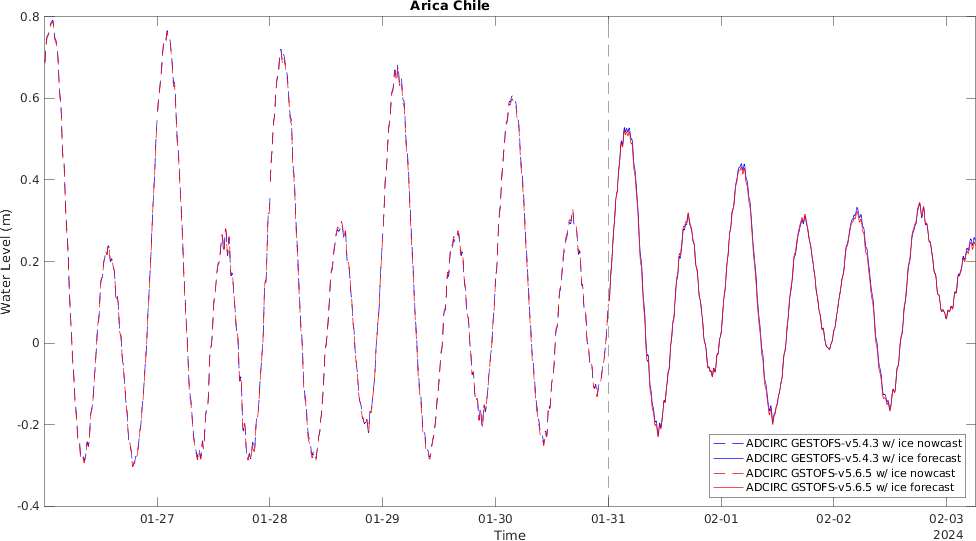 Arica Chile
Water Level (m)
0.8
0.6
0.4
0.2
0
-0.2
-0.4
01-27 01-28 01-29 01-30 01-31 02-01 02-02 02-03
Time 2024
ADCIRC GESTOFS-v5.4.3 w/ ice nowcast
ADCIRC GESTOFS-v5.4.3 w/ ice forecast
ADCIRC GSTOFS-v5.6.5 w/ ice nowcast
ADCIRC GSTOFS-v5.6.5 w/ ice forecast